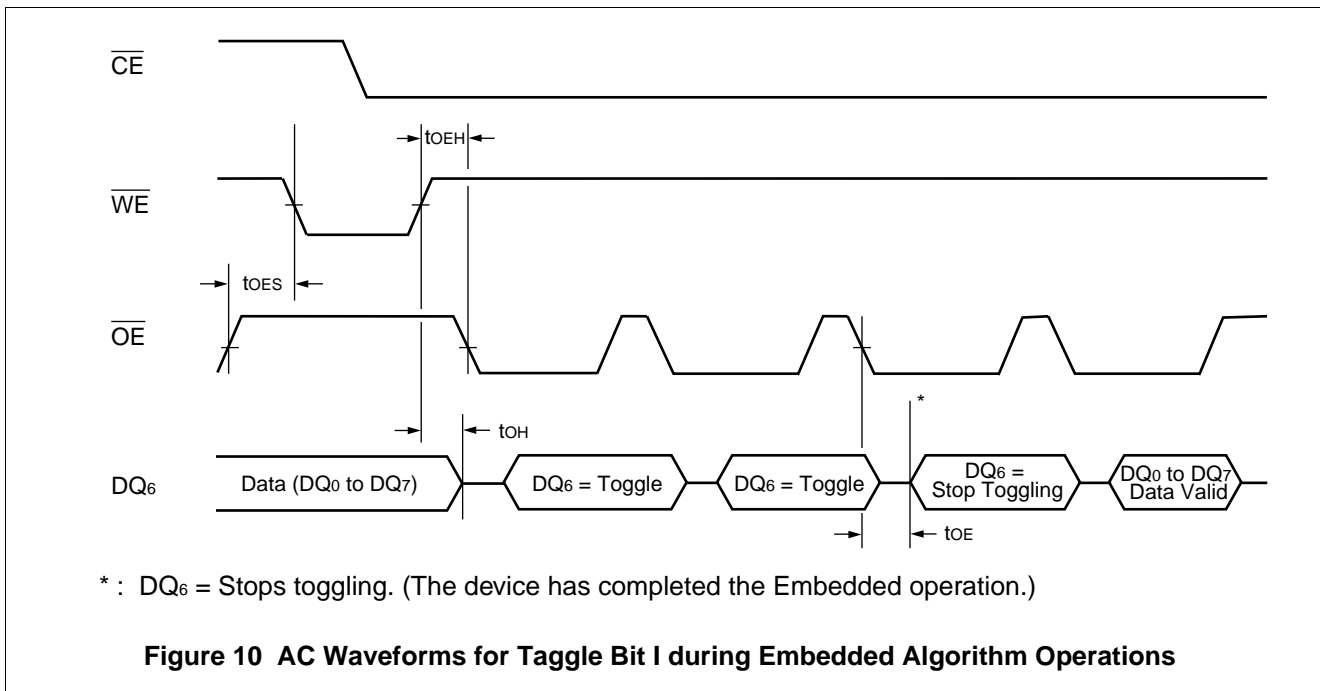 CE
tOEH
WE
tOES
OE
*
tOH
DQ6
Data (DQ0 to DQ7)
DQ6 = Toggle
DQ6 = Toggle
DQ6 =
Stop Toggling
DQ0 to DQ7
Data Valid
tOE
* : DQ6 = Stops toggling. (The device has completed the Embedded operation.)
Figure 10 AC Waveforms for Taggle Bit I during Embedded Algorithm Operations